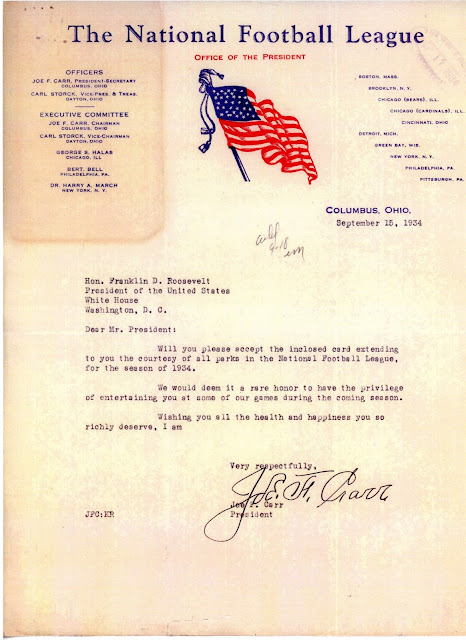 The National Football League
OFFICE OF THE PRESIDENT
OFFICERS
JOE F. CARR, PRESIDENT-SECRETARY
COLUMBUS, OHIO
CARL STORCK, VICE-PRES. & TREAS.
DAYTON, OHIO
EXECUTIVE COMMITTEE
JOE F. CARR, CHAIRMAN
COLUMBUS, OHIO
CARL STORCK, VICE-CHAIRMAN
DAYTON, OHIO
GEORGE S. HALAS
CHICAGO, ILL
BERT. BELL
PHILADELPHIA, PA.
DR. HARRY A. MARCH
NEW YORK, N. Y.
BOSTON, MASS.
BROOKLYN, N. Y.
CHICAGO (BEARS), ILL.
CHICAGO (CARDINALS), ILL.
CINCINNATI, OHIO
DETROIT, MICH.
GREEN BAY, WIS.
NEW YORK, N. Y.
PHILADELPHIA, PA.
PITTSBURGH, PA.
COLUMBUS, OHIO,
September 15, 1934
Hon. Franklin D. Roosevelt
President of the United States
White House
Washington, D. C.
Dear Mr. President:
Will you please accept the inclosed card extending
to you the courtesy of all parks in the National Football League,
for the season of 1934.
We would deem it a rare honor to have the privilege
of entertaining you at some of our games during the coming season.
Wishing you all the health and happiness you so
richly deserve, I am
Very respectfully,
Joe F. Carr
Joe F. Carr
JFC:KR
President